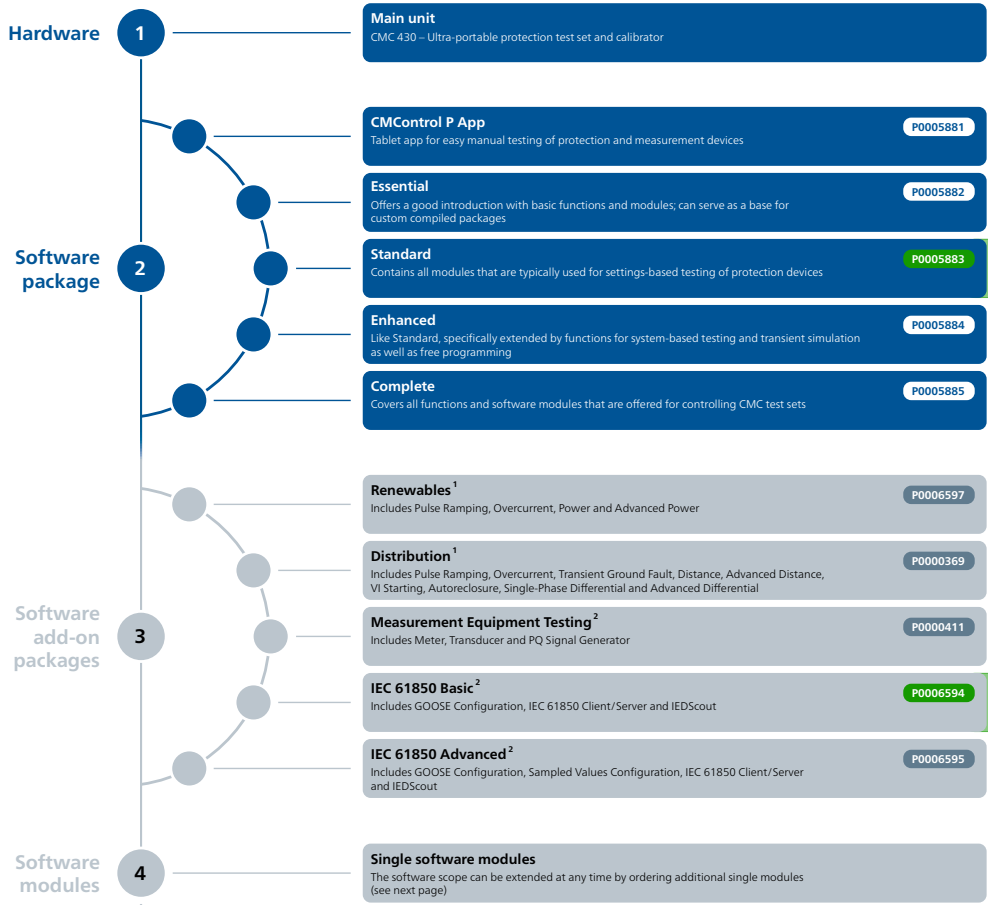 Hardware
1
Main unit
CMC 430 – Ultra-portable protection test set and calibrator
CMControl P App
Tablet app for easy manual testing of protection and measurement devices
P0005881
Essential
Offers a good introduction with basic functions and modules; can serve as a base for
custom compiled packages
P0005882
Software
package
2
Standard
Contains all modules that are typically used for settings-based testing of protection devices
P0005883
Enhanced
Like Standard, specifically extended by functions for system-based testing and transient simulation
as well as free programming
P0005884
Complete
Covers all functions and software modules that are offered for controlling CMC test sets
P0005885
Renewables¹
Includes Pulse Ramping, Overcurrent, Power and Advanced Power
P0006597
Distribution¹
Includes Pulse Ramping, Overcurrent, Transient Ground Fault, Distance, Advanced Distance,
VI Starting, Autoreclosure, Single-Phase Differential and Advanced Differential
P0000369
Software
add-on
packages
3
Measurement Equipment Testing²
Includes Meter, Transducer and PQ Signal Generator
P0000411
IEC 61850 Basic²
Includes GOOSE Configuration, IEC 61850 Client/Server and IEDScout
P0006594
IEC 61850 Advanced²
Includes GOOSE Configuration, Sampled Values Configuration, IEC 61850 Client/Server
and IEDScout
P0006595
Software
modules
4
Single software modules
The software scope can be extended at any time by ordering additional single modules
(see next page)